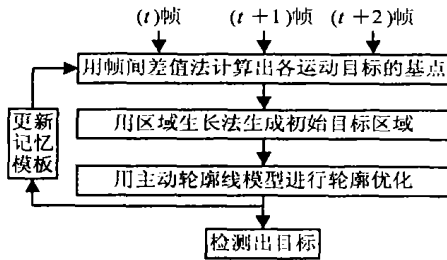 (t)帧 (t+1)帧 (t+2)帧
用帧间差值法计算出各运动目标的基点
用区域生长法生成初始目标区域
用主动轮廓线模型进行轮廓优化
更新
记忆
模板
检测出目标